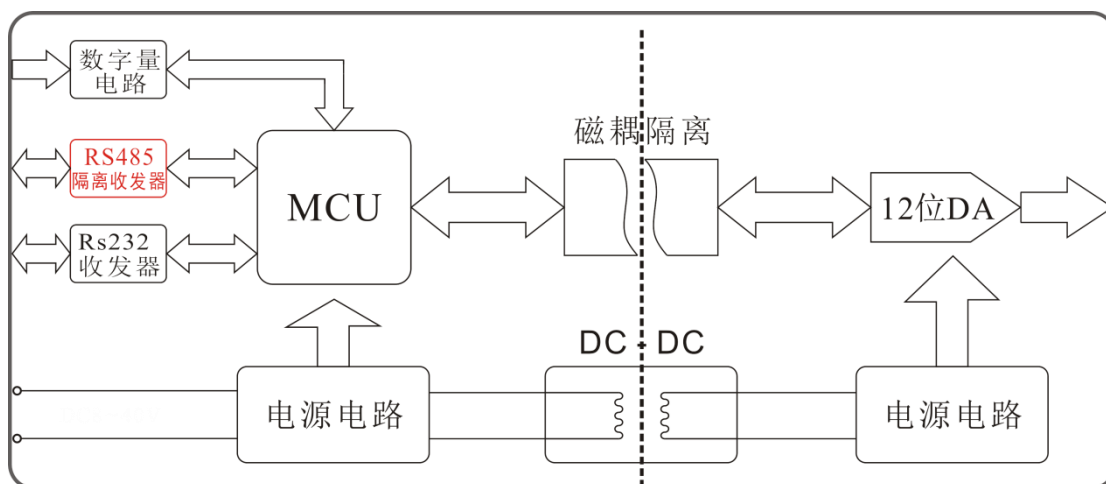 数字量
电路
RS485
隔离收发器
Rs232
收发器
MCU
磁耦隔离
12位DA
DC - DC
电源电路
电源电路